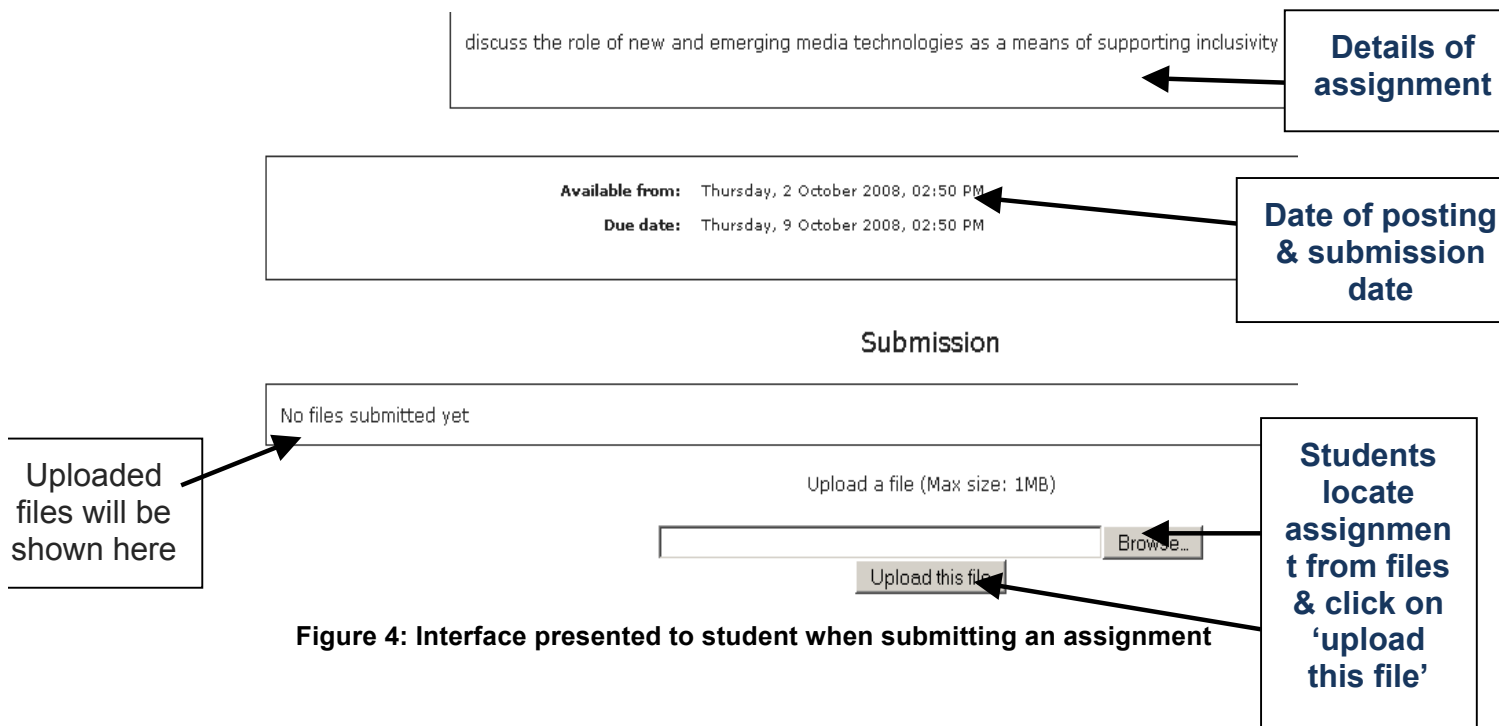 discuss the role of new and emerging media technologies as a means of supporting inclusivity
Details of
assignment
Available from: Thursday, 2 October 2008, 02:50 PM
Due date: Thursday, 9 October 2008, 02:50 PM
Date of posting
& submission
date
Submission
No files submitted yet
Uploaded
files will be
shown here
Upload a file (Max size: 1MB)
Browse...
Upload this file
Students
locate
assignmen
t from files
& click on
‘upload
this file’
Figure 4: Interface presented to student when submitting an assignment